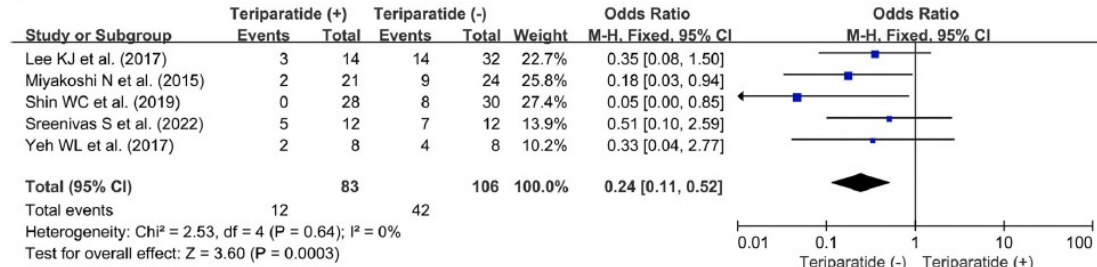 Teriparatide (+) Teriparatide (-) Odds Ratio Odds Ratio
Study or Subgroup Events Total Events Total Weight M-H, Fixed, 95% CI M-H, Fixed, 95% CI
Lee KJ et al. (2017) 3 14 14 32 22.7% 0.35 [0.08, 1.50]
Miyakoshi N et al. (2015) 2 21 9 24 25.8% 0.18 [0.03, 0.94]
Shin WC et al. (2019) 0 28 8 30 27.4% 0.05 [0.00, 0.85]
Sreenivas S et al. (2022) 5 12 7 12 13.9% 0.51 [0.10, 2.59]
Yeh WL et al. (2017) 2 8 4 8 10.2% 0.33 [0.04, 2.77]
Total (95% CI) 83 106 100.0% 0.24 [0.11, 0.52]
Total events 12 42
Heterogeneity: Chi² = 2.53, df = 4 (P = 0.64); I² = 0%
Test for overall effect: Z = 3.60 (P = 0.0003)
0.01 0.1 1 10 100
Teriparatide (-) Teriparatide (+)